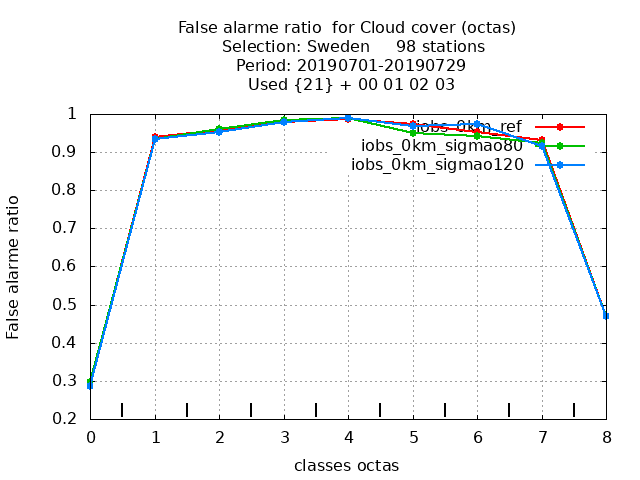 False alarme ratio  for Cloud cover (octas)
Selection: Sweden     98 stations
Period: 20190701-20190729
Used {21} + 00 01 02 03
False alarme ratio
1
0.9
0.8
0.7
0.6
0.5
0.4
0.3
0.2
iobs_0km_ref
iobs_0km_sigmao80
iobs_0km_sigmao120
0 1 2 3 4 5 6 7 8
classes octas